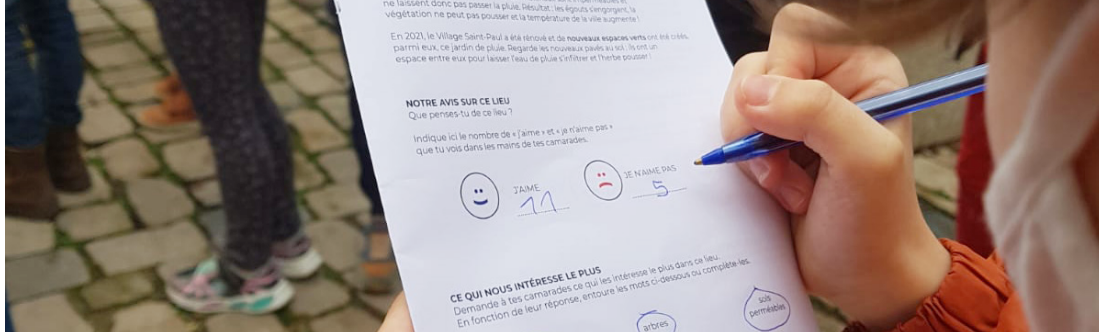 ne laissent donc pas passer la pluie. Résultat : les égouts s'engorgent, la
végétation ne peut pas pousser et la température de la ville augmente !
En 2021, le Village Saint-Paul a été rénové et de nouveaux espaces verts ont été créés,
parmi eux, ce jardin de pluie. Regarde les nouveaux pavés au sol : ils ont un
espace entre eux pour laisser l'eau de pluie s'infiltrer et l'herbe pousser !
NOTRE AVIS SUR CE LIEU
Que penses-tu de ce lieu ?
Indique ici le nombre de « j'aime » et « je n'aime pas »
que tu vois dans les mains de tes camarades.
J'AIME
11
JE N'AIME PAS
5
CE QUI NOUS INTÉRESSE LE PLUS
Demande à tes camarades ce qui les intéresse le plus dans ce lieu.
En fonction de leur réponse, entoure les mots ci-dessous ou complète-les.
arbres
sols
perméables